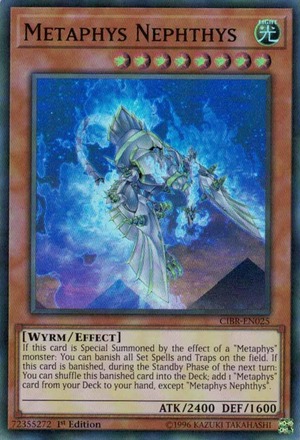 METAPHYS NEPHTHYS
LIGHT
光
CIBR-EN025
[WYRM/EFFECT]
If this card is Special Summoned by the effect of a "Metaphys"
monster: You can banish all Set Spells and Traps on the field. If
this card is banished, during the Standby Phase of the next turn:
You can shuffle this banished card into the Deck; add 1 "Metaphys"
card from your Deck to your hand, except "Metaphys Nephthys".
ATK/2400 DEF/1600
72355272 1st Edition ©1996 KAZUKI TAKAHASHI